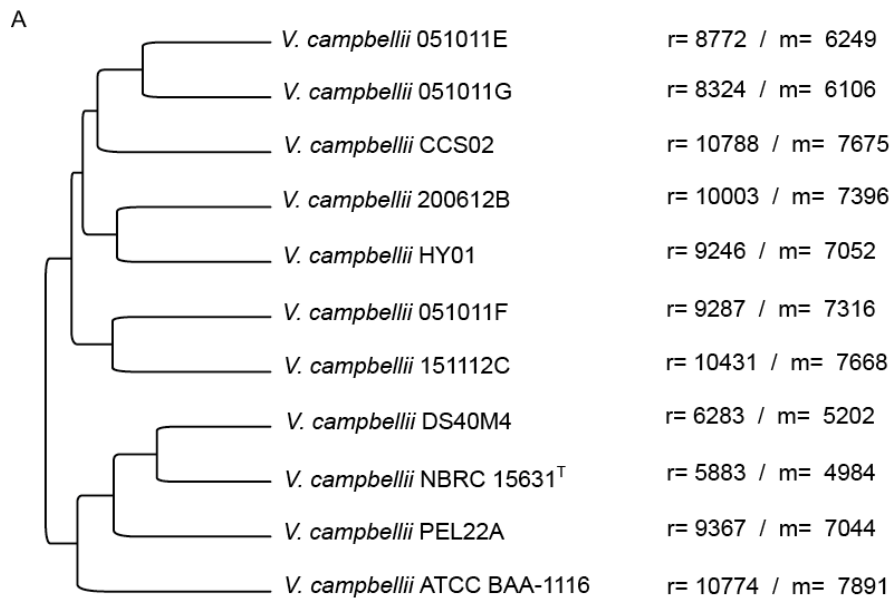 A
V. campbellii 051011E r= 8772 / m= 6249
V. campbellii 051011G r= 8324 / m= 6106
V. campbellii CCS02 r= 10788 / m= 7675
V. campbellii 200612B r= 10003 / m= 7396
V. campbellii HY01 r= 9246 / m= 7052
V. campbellii 051011F r= 9287 / m= 7316
V. campbellii 151112C r= 10431 / m= 7668
V. campbellii DS40M4 r= 6283 / m= 5202
V. campbellii NBRC 15631ᵀ r= 5883 / m= 4984
V. campbellii PEL22A r= 9367 / m= 7044
V. campbellii ATCC BAA-1116 r= 10774 / m= 7891